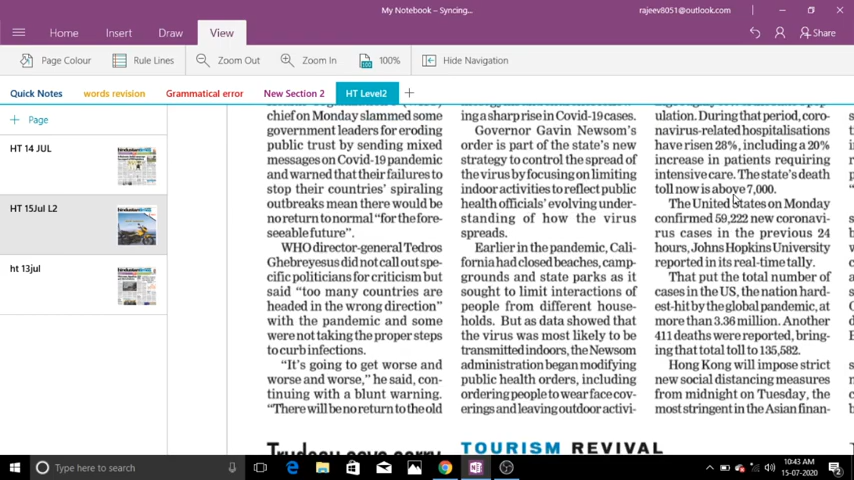 My Notebook – Syncing...
rajeev8051@outlook.com
Home
Insert
Draw
View
Share
Page Colour
Rule Lines
Zoom Out
Zoom In
100
100%
Hide Navigation
Quick Notes
words revision
Grammatical error
New Section 2
HT Level2
+ Page
HT 14 JUL
HT 15Jul L2
ht 13jul
chief on Monday slammed some
government leaders for eroding
public trust by sending mixed
messages on Covid-19 pandemic
and warned that their failures to
stop their countries' spiraling
outbreaks mean there would be
no return to normal “for the fore-
seeable future”.
WHO director-general Tedros
Ghebreyesus did not call out spe-
cific politicians for criticism but
said “too many countries are
headed in the wrong direction”
with the pandemic and some
were not taking the proper steps
to curb infections.
“It's going to get worse and
worse and worse,” he said, con-
tinuing with a blunt warning.
“There will be no return to the old
ing a sharp rise in Covid-19 cases.
Governor Gavin Newsom's
order is part of the state's new
strategy to control the spread of
the virus by focusing on limiting
indoor activities to reflect public
health officials' evolving under-
standing of how the virus
spreads.
Earlier in the pandemic, Cali-
fornia had closed beaches, camp-
grounds and state parks as it
sought to limit interactions of
people from different house-
holds. But as data showed that
the virus was most likely to be
transmitted indoors, the Newsom
administration began modifying
public health orders, including
ordering people to wear face cov-
erings and leaving outdoor activi-
TOURISM REVIVAL
ulation. During that period, coro-
navirus-related hospitalisations
have risen 28%, including a 20%
increase in patients requiring
intensive care. The state's death
toll now is above 7,000.
The United States on Monday
confirmed 59,222 new coronavi-
rus cases in the previous 24
hours, Johns Hopkins University
reported in its real-time tally.
That put the total number of
cases in the US, the nation hard-
est-hit by the global pandemic, at
more than 3.36 million. Another
411 deaths were reported, bring-
ing that total toll to 135,582.
Hong Kong will impose strict
new social distancing measures
from midnight on Tuesday, the
most stringent in the Asian finan-
Type here to search
10:43 AM
15-07-2020
2